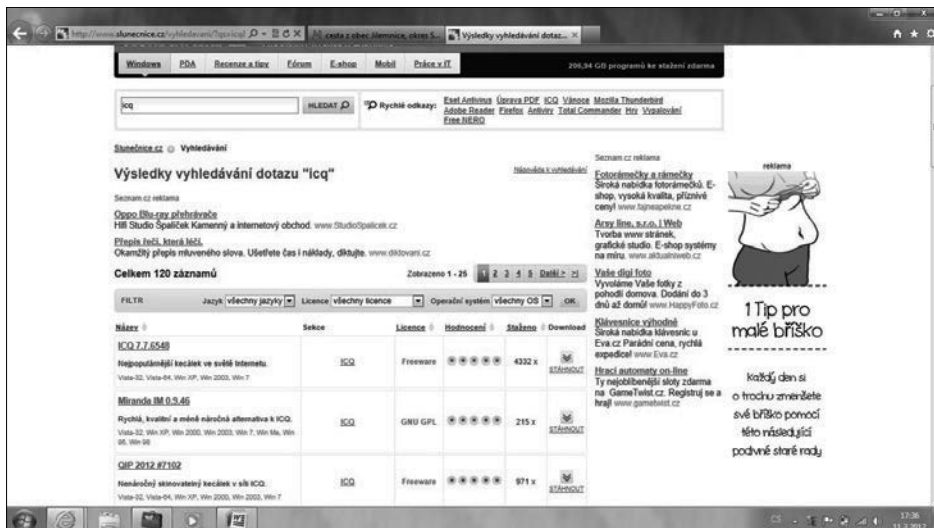 http://www.slunecnice.cz/vyhledavani/
cesta z obec Jilemnice, okres S...
Výsledky vyhledávání dotaz...
Windows PDA Recenze a tipy Fórum E-shop Mobil Práce v IT
206,94 GB programů ke stažení zdarma
icq
HLEDAT
Rychlé odkazy: Eset Antivirus Úprava PDF ICQ Vánoce Mozilla Thunderbird
Adobe Reader Firefox Antiviry Total Commander Hry Vypalování
Free NERO
Slunečnice.cz Vyhledávání
Výsledky vyhledávání dotazu "icq"
Nápověda k vyhledávání
Seznam.cz reklama
Oppo Blu-ray přehrávače
Hifi Studio Špalíček Kamenný a internetový obchod. www.StudioSpalicek.cz
Přepis řeči, která léčí.
Okamžitý přepis mluveného slova. Ušetřete čas i náklady, diktujte. www.diktovani.cz
Celkem 120 záznamů
Zobrazeno 1 - 25 1 2 3 4 5 Další > >|
FILTR Jazyk všechny jazyky Licence všechny licence Operační systém všechny OS OK
Název Sekce Licence Hodnocení Staženo Download
ICQ 7.7.6548
Nejpopulárnější kecálek ve světě Internetu.
Vista-32, Vista-64, Win XP, Win 2003, Win 7
ICQ Freeware 4332 x STÁHNOUT
Miranda IM 0.9.46
Rychlá, kvalitní a méně náročná alternativa k ICQ.
Vista-32, Win XP, Win 2000, Win 2003, Win 7, Win Me, Win
95, Win 98
ICQ GNU GPL 215 x STÁHNOUT
QIP 2012 #7102
Nenáročný skinovatelný kecálek v síti ICQ.
Vista-32, Vista-64, Win XP, Win 2000, Win 2003, Win 7
ICQ Freeware 971 x STÁHNOUT
Seznam.cz reklama
Fotorámečky a rámečky
Široká nabídka fotorámečků. E-
shop, vysoká kvalita, příznivé
ceny! www.fajneapekne.cz
Arsy line, s.r.o. | Web
Tvorba www stránek,
grafické studio. E-shop systémy
na míru. www.aktualniweb.cz
Vaše digi foto
Vyvoláme Vaše fotky z
pohodlí domova. Dodání do 3
dnů až domů! www.HappyFoto.cz
Klávesnice výhodně
Široká nabídka klávesnic u
Eva.cz Parádní cena, rychlá
expedice! www.Eva.cz
Hrací automaty on-line
Ty nejoblíbenější sloty zdarma
na GameTwist.cz. Registruj se a
hraj! www.gametwist.cz
reklama
1 Tip pro
malé bříško
Každý den si
o trochu zmenšete
své bříško pomocí
této následující
podivné staré rady
CS
17:36
11.3.2012